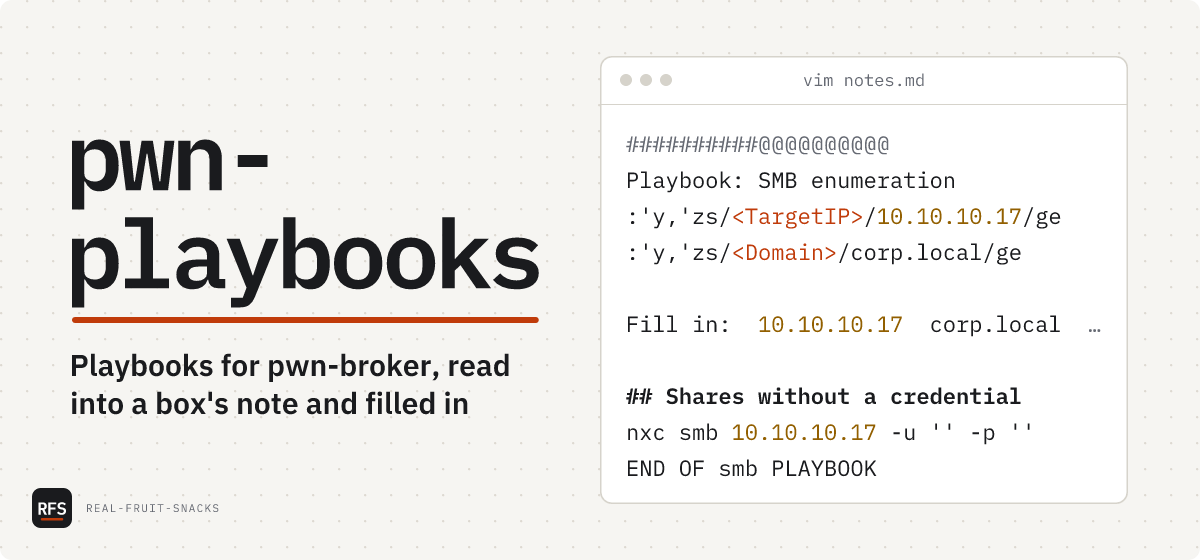 pwn-
playbooks
Playbooks for pwn-broker, read
into a box's note and filled in
RFS
REAL-FRUIT-SNACKS
vim notes.md
##########@@@@@@@@@@
Playbook: SMB enumeration
:'y,'zs/<TargetIP>/10.10.10.17/ge
:'y,'zs/<Domain>/corp.local/ge
Fill in:  10.10.10.17  corp.local  …
## Shares without a credential
nxc smb 10.10.10.17 -u '' -p ''
END OF smb PLAYBOOK